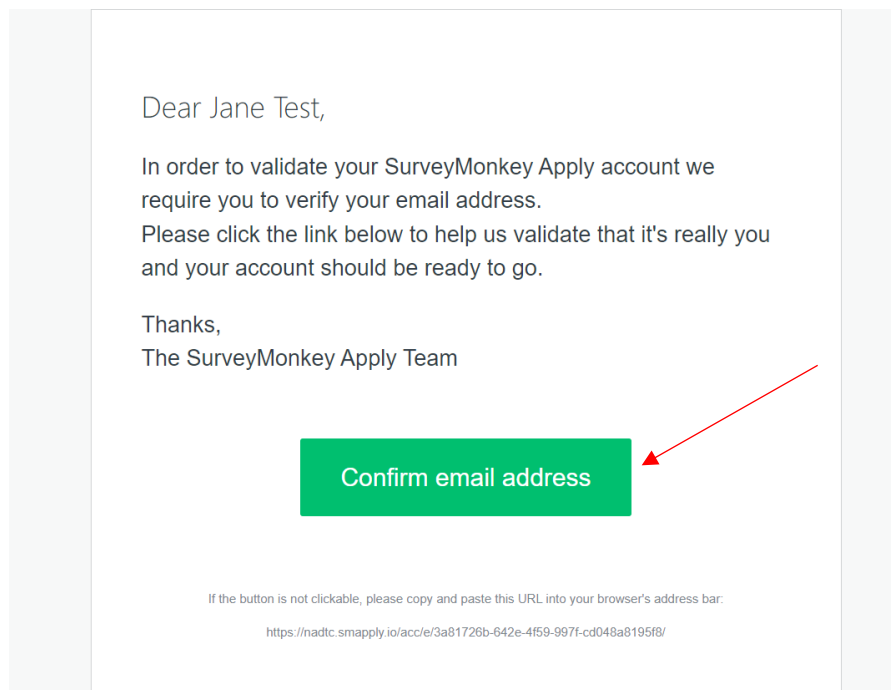 Dear Jane Test,
In order to validate your SurveyMonkey Apply account we
require you to verify your email address.
Please click the link below to help us validate that it's really you
and your account should be ready to go.
Thanks,
The SurveyMonkey Apply Team
Confirm email address
If the button is not clickable, please copy and paste this URL into your browser's address bar:
https://nadtc.smapply.io/acc/e/3a81726b-642e-4f59-997f-cd048a8195f8/